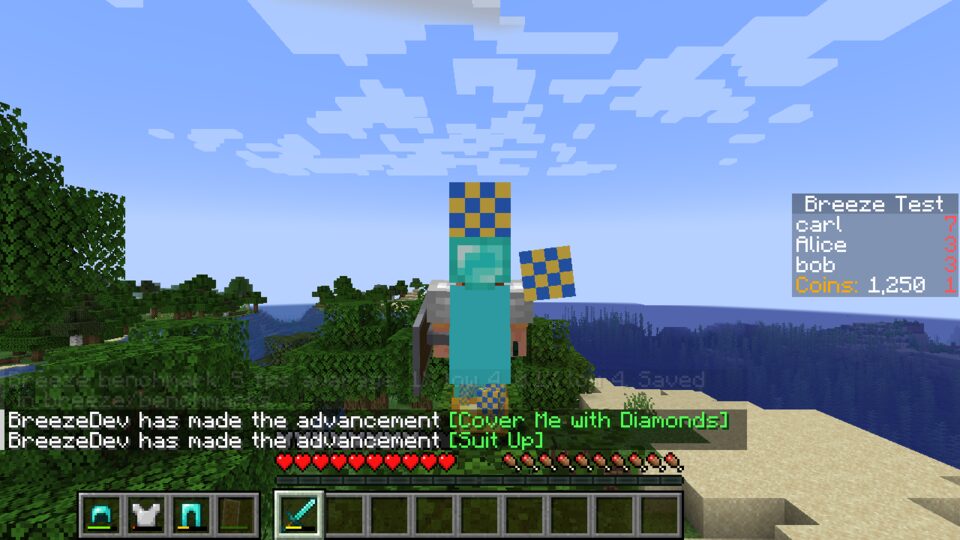 Breeze Test
carl 7
Alice 3
bob 2
Coins: 1,250 1
BreezeDev has made the advancement [Cover Me with Diamonds]
BreezeDev has made the advancement [Suit Up]